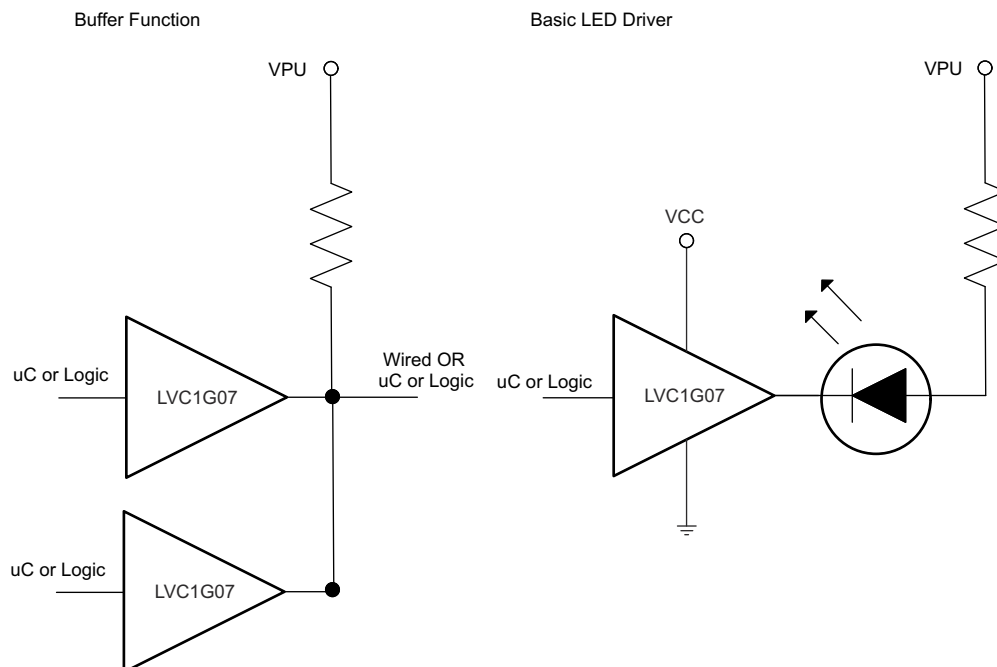 Buffer Function
Basic LED Driver
VPU
VPU
VCC
uC or Logic
LVC1G07
Wired OR
uC or Logic
uC or Logic
LVC1G07
uC or Logic
LVC1G07